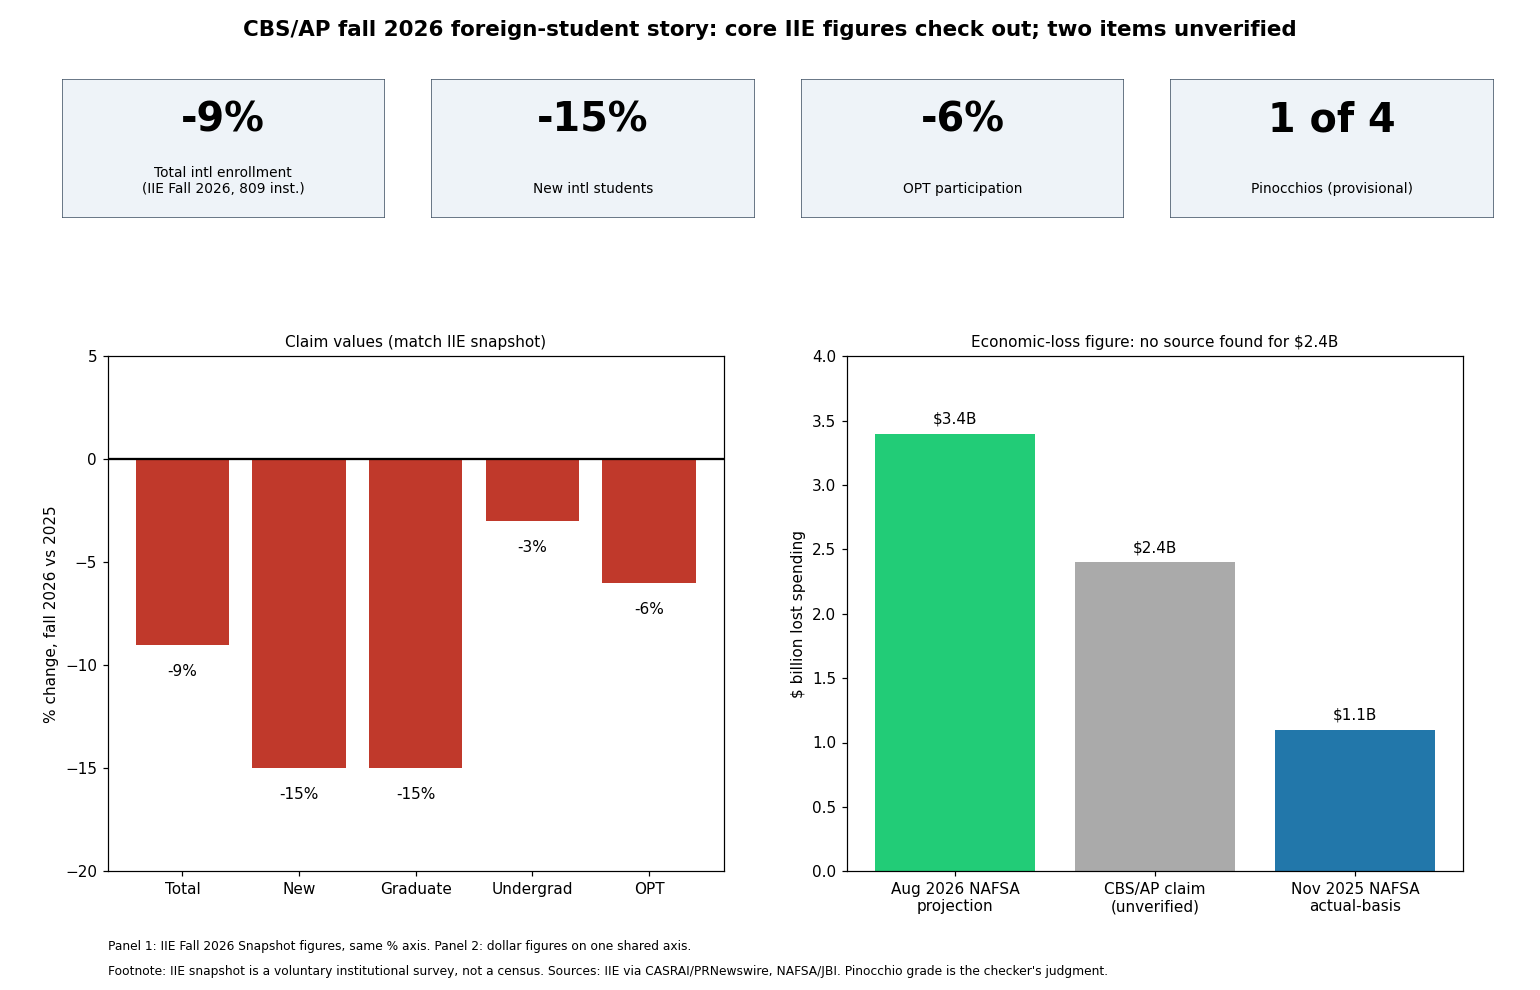 CBS/AP fall 2026 foreign-student story: core IIE figures check out; two items unverified
-9%
Total intl enrollment
(IIE Fall 2026, 809 inst.)
-15%
New intl students
-6%
OPT participation
1 of 4
Pinocchios (provisional)
Claim values (match IIE snapshot)
% change, fall 2026 vs 2025
5
0
−5
−10
−15
−20
-9%
-15%
-15%
-3%
-6%
Total
New
Graduate
Undergrad
OPT
Economic-loss figure: no source found for $2.4B
$ billion lost spending
4.0
3.5
3.0
2.5
2.0
1.5
1.0
0.5
0.0
$3.4B
$2.4B
$1.1B
Aug 2026 NAFSA
projection
CBS/AP claim
(unverified)
Nov 2025 NAFSA
actual-basis
Panel 1: IIE Fall 2026 Snapshot figures, same % axis. Panel 2: dollar figures on one shared axis.
Footnote: IIE snapshot is a voluntary institutional survey, not a census. Sources: IIE via CASRAI/PRNewswire, NAFSA/JBI. Pinocchio grade is the checker's judgment.